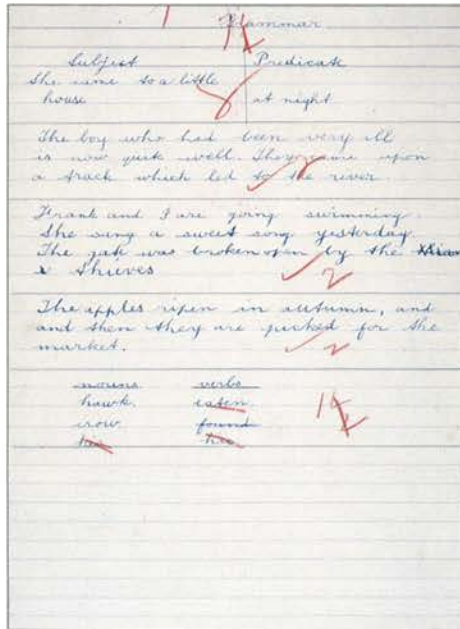 Grammar
Subject Predicate
She came to a little
house at night
The boy who had been very ill
is now quite well. They came upon
a track which led to the river.
Frank and I are going swimming.
She sang a sweet song yesterday.
The gate was broken open by the
thieves
2
The apples ripen in autumn, and
and then they are picked for the
market.
2
nouns verbs
hawk. eaten
crow. found